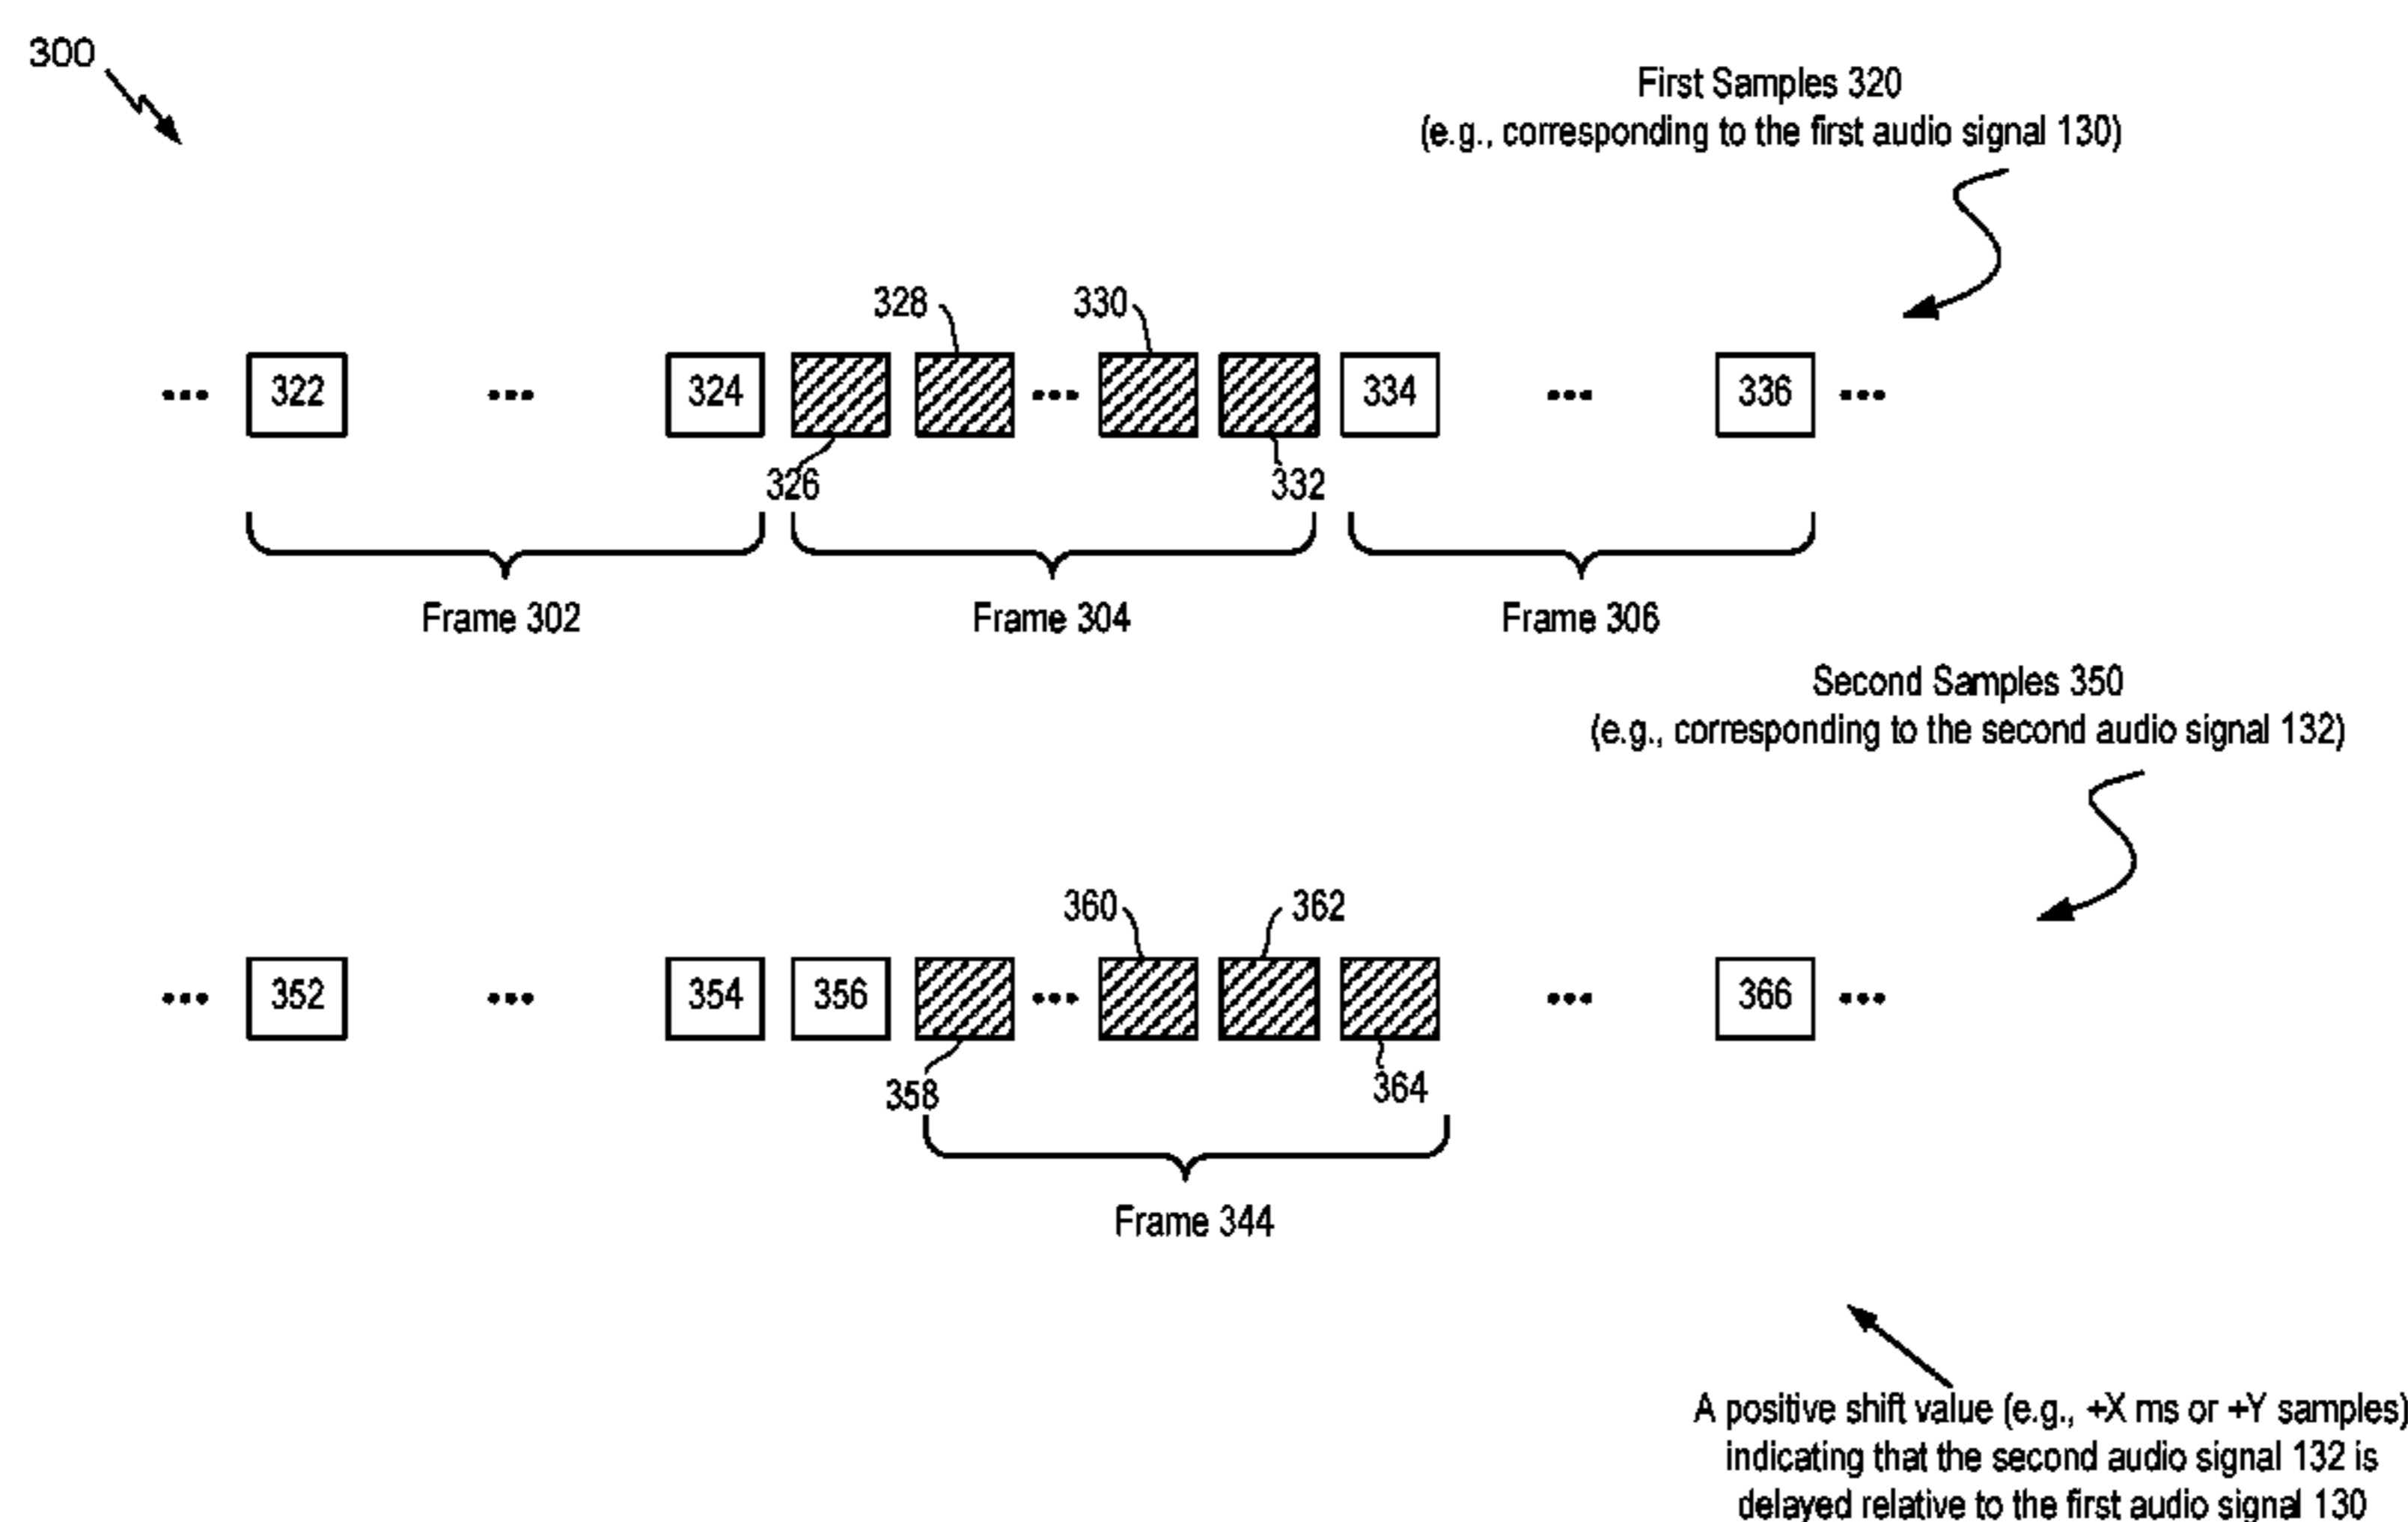 300
First Samples 320
(e.g., corresponding to the first audio signal 130)
328 330
... 322 ... 324 ... 334 ... 336 ...
326 332
Frame 302 Frame 304 Frame 306
Second Samples 350
(e.g., corresponding to the second audio signal 132)
360 362
... 352 ... 354 356 ... ... 366 ...
358 364
Frame 344
A positive shift value (e.g., +X ms or +Y samples)
indicating that the second audio signal 132 is
delayed relative to the first audio signal 130